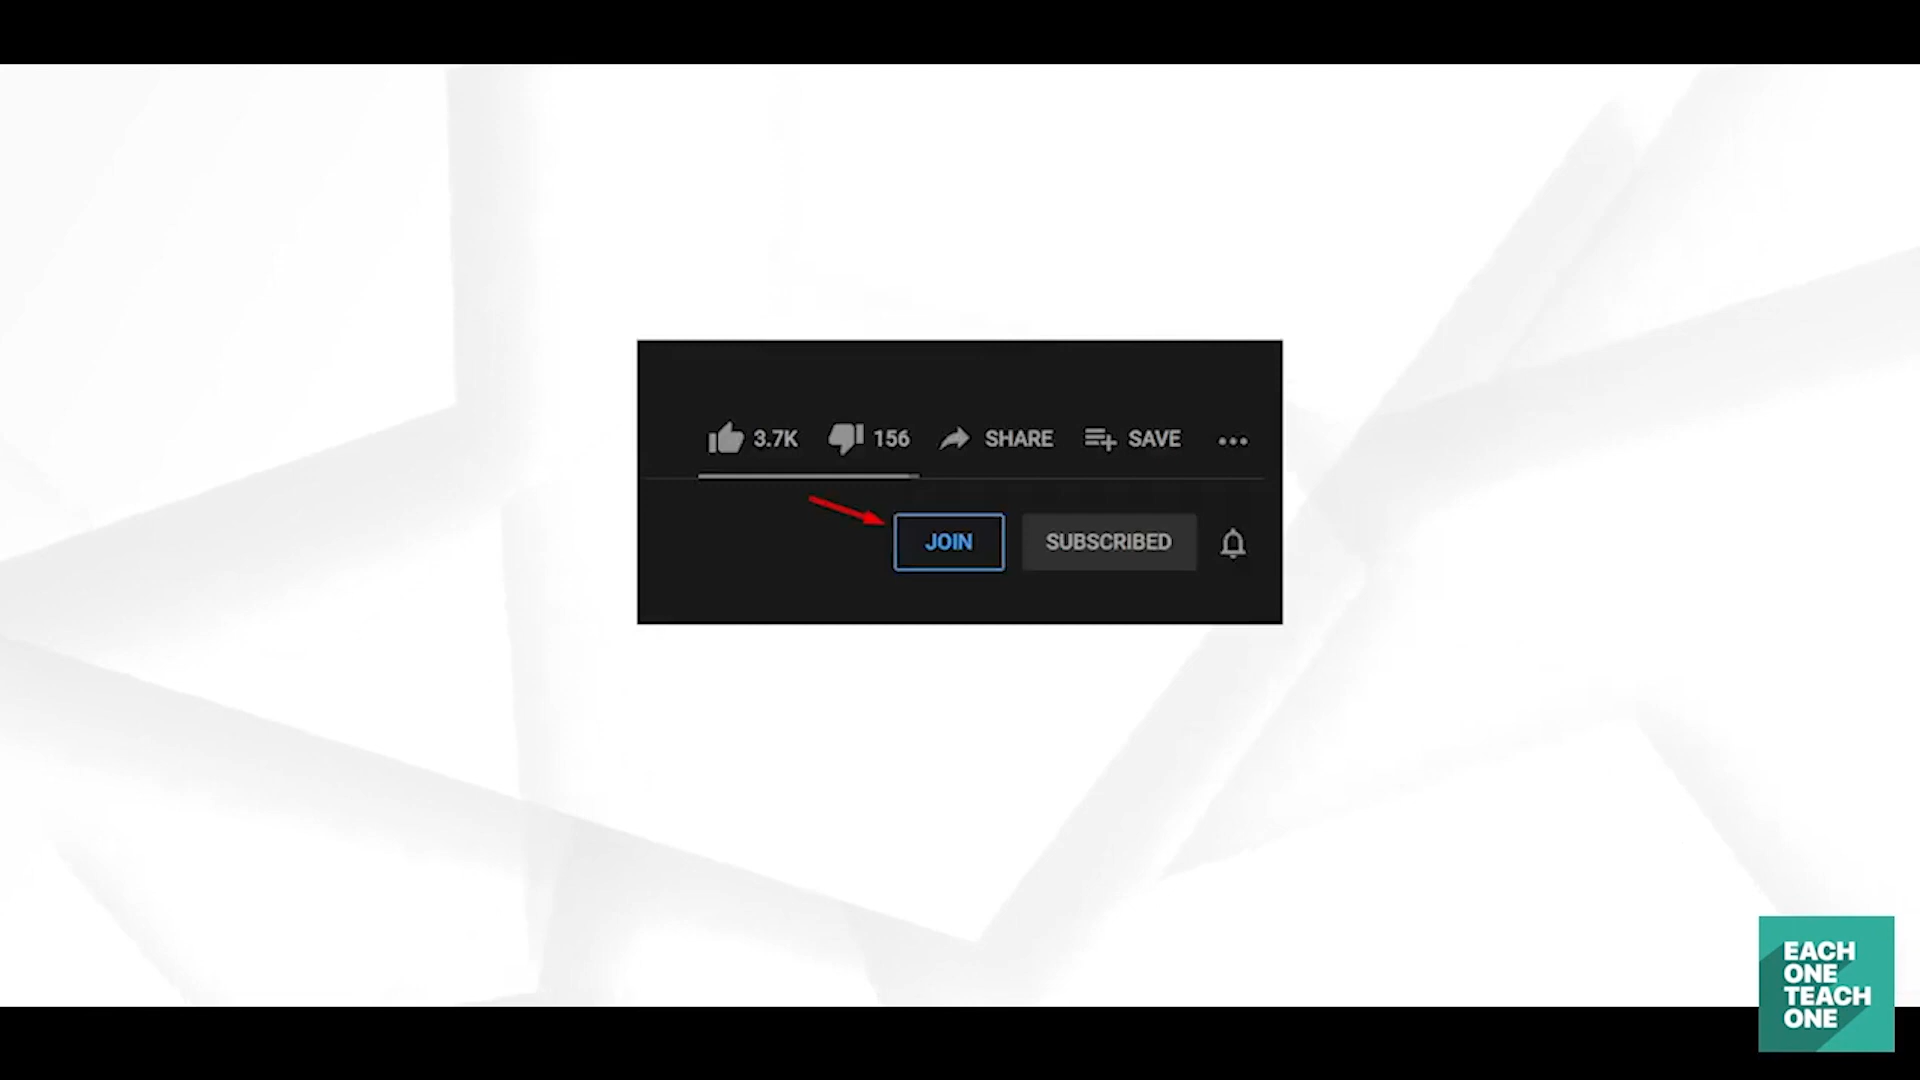 3.7K 156 SHARE SAVE
JOIN SUBSCRIBED
EACH
ONE
TEACH
ONE